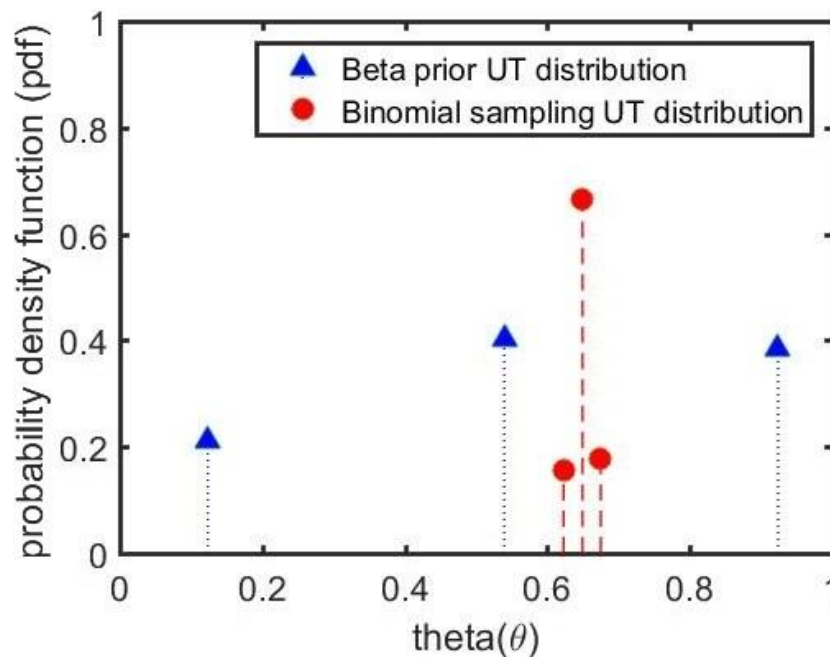 1
0.8
0.6
0.4
0.2
0
probability density function (pdf)
Beta prior UT distribution
Binomial sampling UT distribution
0 0.2 0.4 0.6 0.8 1
theta(θ)